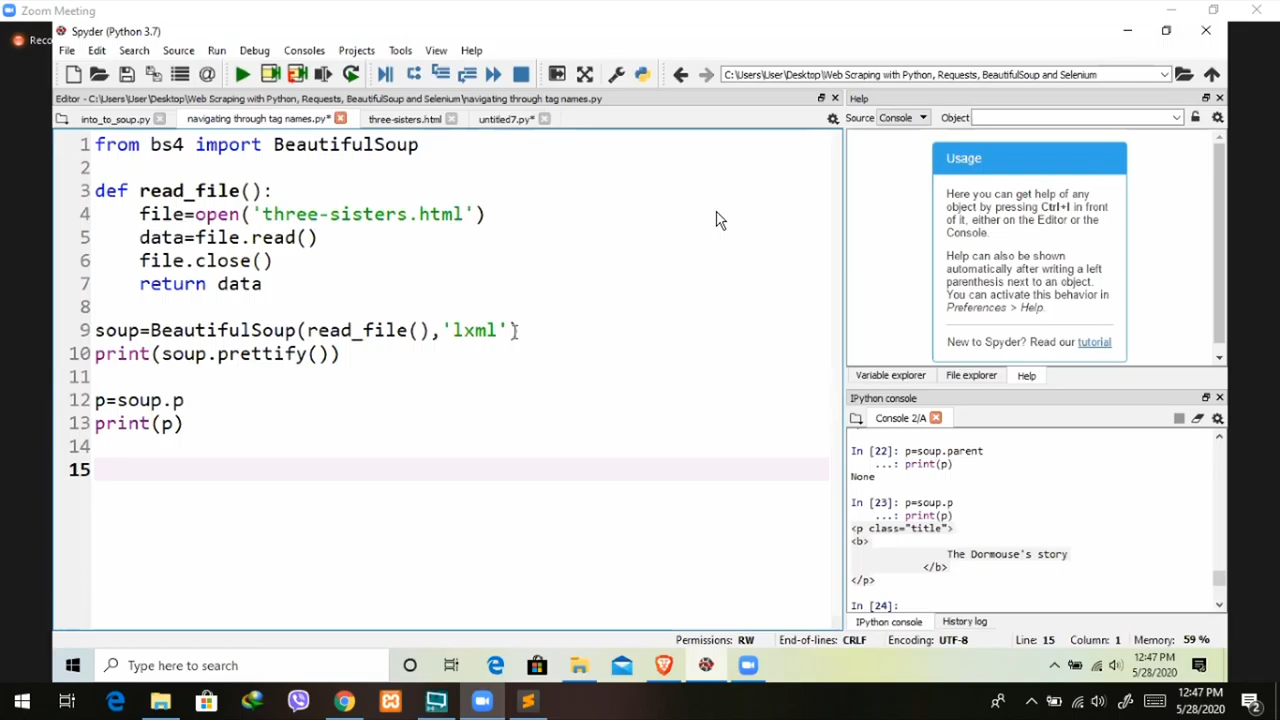 Zoom Meeting
Reco
Spyder (Python 3.7)
File Edit Search Source Run Debug Consoles Projects Tools View Help
C:\Users\User\Desktop\Web Scraping with Python, Requests, BeautifulSoup and Selenium
Editor - C:\Users\User\Desktop\Web Scraping with Python, Requests, BeautifulSoup and Selenium\navigating through tag names.py
into_to_soup.py navigating through tag names.py* three-sisters.html untitled7.py*
1 from bs4 import BeautifulSoup
2
3 def read_file():
4     file=open('three-sisters.html')
5     data=file.read()
6     file.close()
7     return data
8
9 soup=BeautifulSoup(read_file(),'lxml')
10 print(soup.prettify())
11
12 p=soup.p
13 print(p)
14
15
Help
Source Console Object
Usage
Here you can get help of any
object by pressing Ctrl+I in front
of it, either on the Editor or the
Console.
Help can also be shown
automatically after writing a left
parenthesis next to an object.
You can activate this behavior in
Preferences > Help.
New to Spyder? Read our tutorial
Variable explorer File explorer Help
IPython console
Console 2/A
In [22]: p=soup.parent
    ...: print(p)
None
In [23]: p=soup.p
    ...: print(p)
<p class="title">
<b>
The Dormouse's story
</b>
</p>
In [24]:
IPython console History log
Permissions: RW End-of-lines: CRLF Encoding: UTF-8 Line: 15 Column: 1 Memory: 59 %
Type here to search
12:47 PM
5/28/2020
12:47 PM
5/28/2020
2